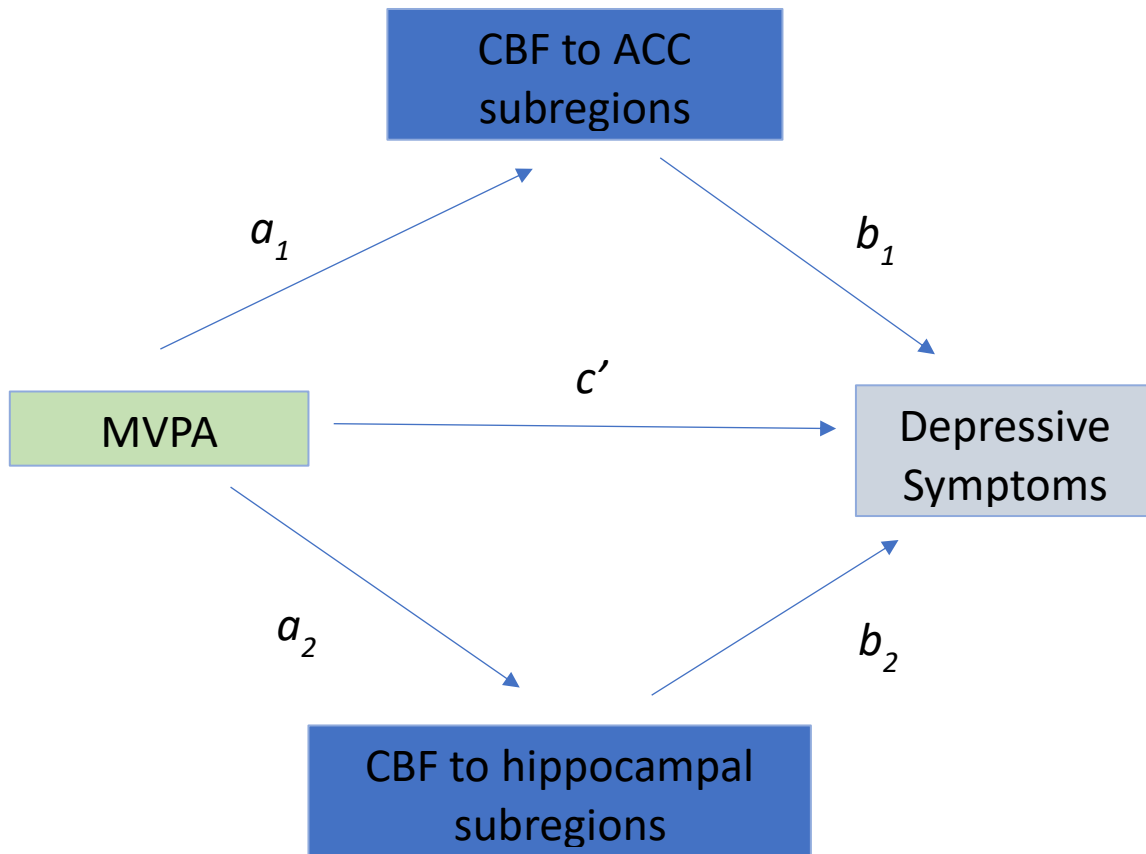 CBF to ACC
subregions
a1
b1
c’
MVPA
Depressive
Symptoms
a2
b2
CBF to hippocampal
subregions